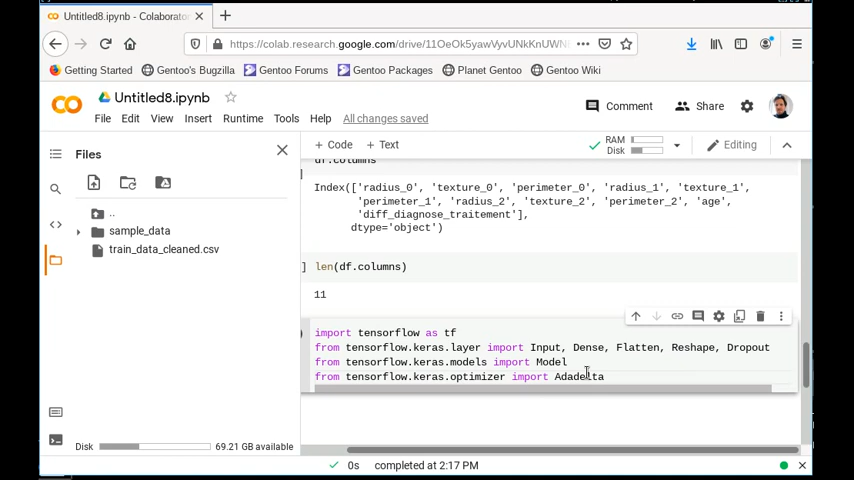 Untitled8.ipynb - Colaborato
https://colab.research.google.com/drive/11OeOk5yawVyvUNkKnUWN
Getting Started
Gentoo's Bugzilla
Gentoo Forums
Gentoo Packages
Planet Gentoo
Gentoo Wiki
Untitled8.ipynb
Comment
Share
File Edit View Insert Runtime Tools Help All changes saved
Files
+ Code + Text
RAM
Disk
Editing
df.columns
..
sample_data
train_data_cleaned.csv
Index(['radius_0', 'texture_0', 'perimeter_0', 'radius_1', 'texture_1',
'perimeter_1', 'radius_2', 'texture_2', 'perimeter_2', 'age',
'diff_diagnose_traitement'],
dtype='object')
] len(df.columns)
11
import tensorflow as tf
from tensorflow.keras.layer import Input, Dense, Flatten, Reshape, Dropout
from tensorflow.keras.models import Model
from tensorflow.keras.optimizer import Adadelta
Disk
69.21 GB available
0s completed at 2:17 PM